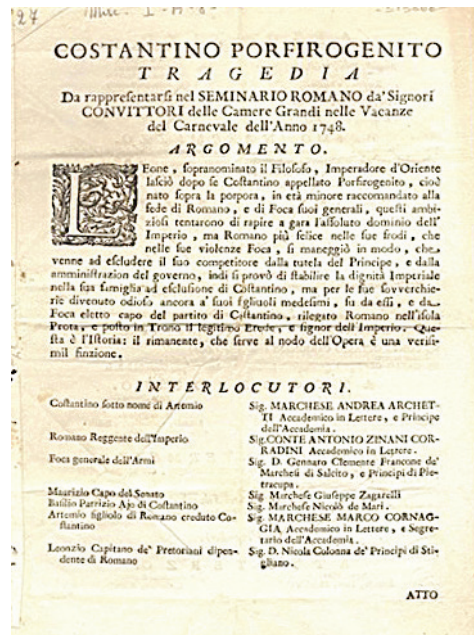 27
COSTANTINO PORFIROGENITO
TRAGEDIA
Da rappresentarsi nel SEMINARIO ROMANO da' Signori
CONVITTORI delle Camere Grandi nelle Vacanze
del Carnevale dell'Anno 1748.
ARGOMENTO.
LEone, sopranominato il Filosofo, Imperadore d'Oriente
lasciò dopo se Costantino appellato Porfirogenito, cioè
nato sopra la porpora, in età minore raccomandato alla
fede di Romano, e di Foca suoi generali, questi ambi-
ziosi tentarono di rapire a gara l'assoluto dominio dell'
Imperio, ma Romano più felice nelle sue frodi, che
nelle sue violenze Foca, si maneggiò in modo, che
venne ad escludere il suo competitore dalla tutela del Principe, e dalla
amministrazion del governo, indi si provò di stabilire la dignità Imperiale
nella sua famiglia ad esclusione di Costantino, ma per le sue sovverchie-
rie divenuto odioso ancora a' suoi figliuoli medesimi, fu da essi, e da
Foca eletto capo del partito di Costantino, rilegato Romano nell'isola
Prota, e posto in Trono il legitimo Erede, e signor dell'Imperio. Que-
sta è l'Istoria: il rimanente, che serve al nodo dell'Opera è una verisi-
mil finzione.
INTERLOCUTORI.
Costantino sotto nome di Artemio Sig. MARCHESE ANDREA ARCHET-
TI Accademico in Lettere, e Principe
dell'Accademia.
Romano Reggente dell'Imperio Sig. CONTE ANTONIO ZINANI COR-
RADINI Accademico in Lettere.
Foca generale dell'Armi Sig. D. Gennaro Clemente Francone de'
Marchesi di Salcito, e Principi di Pie-
tracupa.
Maurizio Capo del Senato Sig. Marchese Giuseppe Zagarelli
Basilio Patrizio Ajo di Costantino Sig. Marchese Nicolò de Mari.
Artemio figliolo di Romano creduto Co-
stantino Sig. MARCHESE MARCO CORNAG-
GIA Accademico in Lettere, e Segre-
tario dell'Accademia.
Leonzio Capitano de' Pretoriani dipen-
dente di Romano Sig. D. Nicola Colonna de' Principi di Sti-
gliano.
ATTO